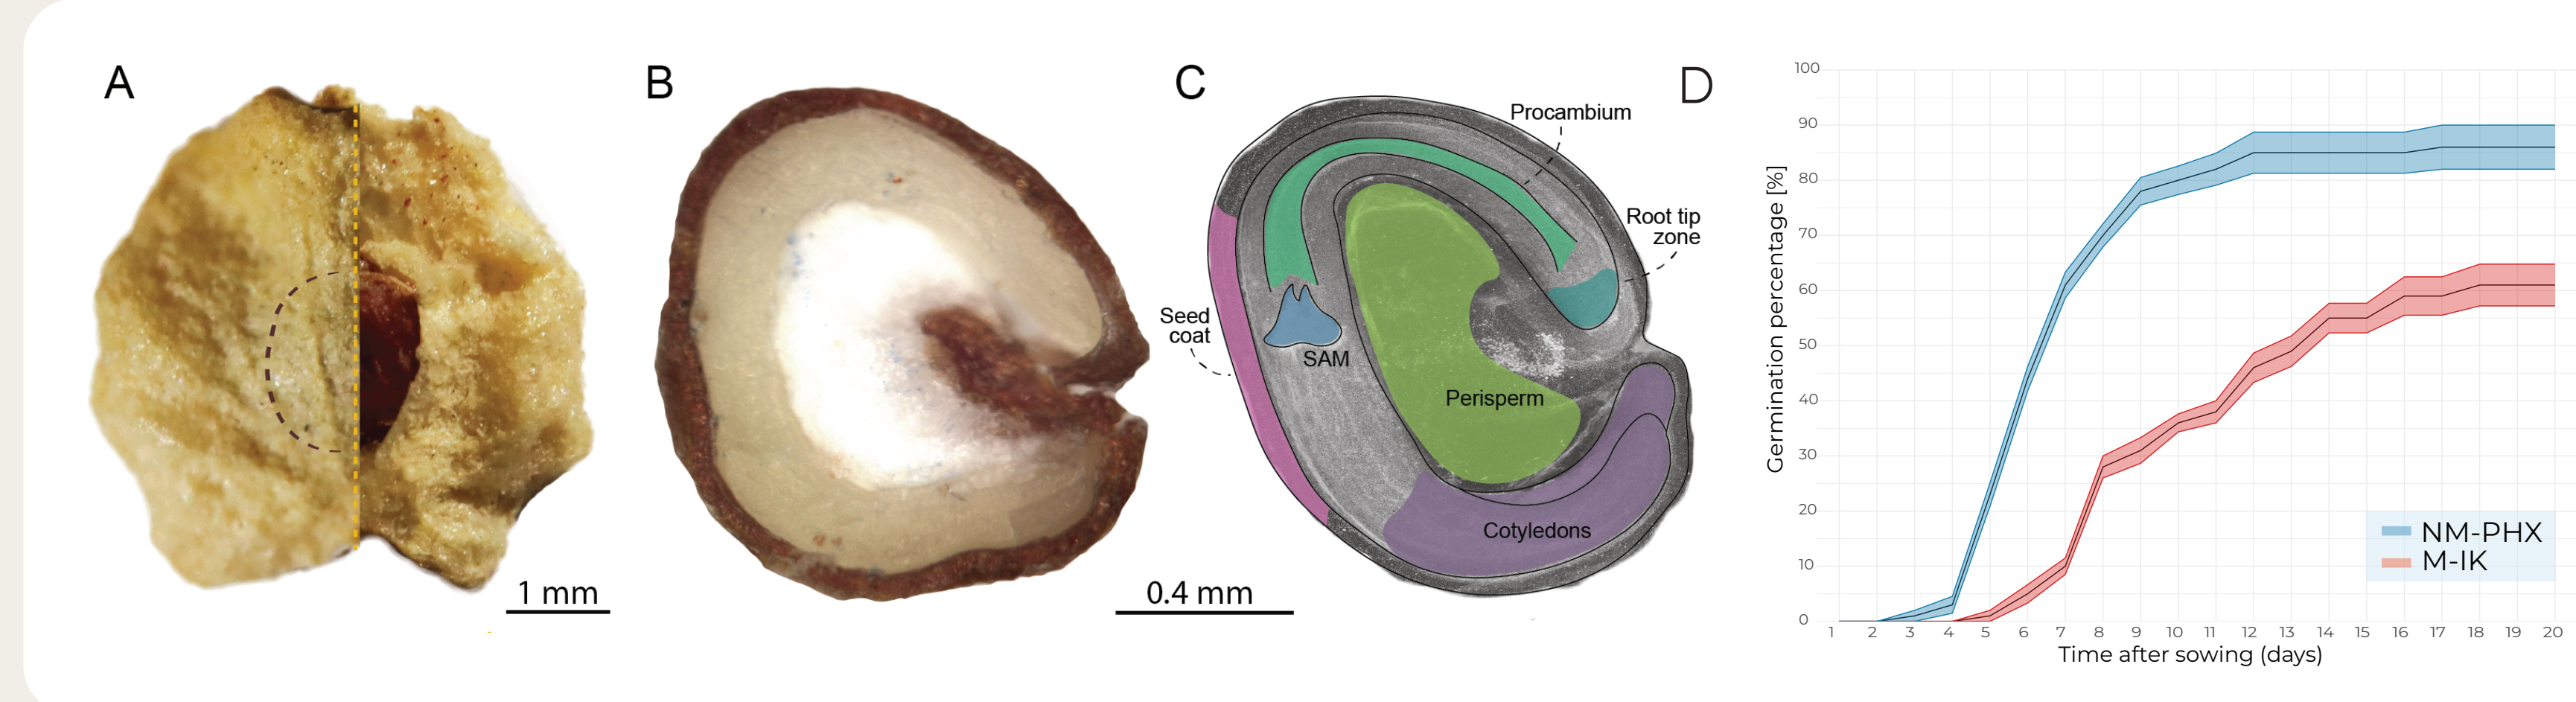 A
1 mm
B
0.4 mm
C
Procambium
Root tip
zone
Seed
coat
SAM
Perisperm
Cotyledons
D
Germination percentage [%]
100
90
80
70
60
50
40
30
20
10
0
1 2 3 4 5 6 7 8 9 10 11 12 13 14 15 16 17 18 19 20
Time after sowing (days)
NM-PHX
M-IK